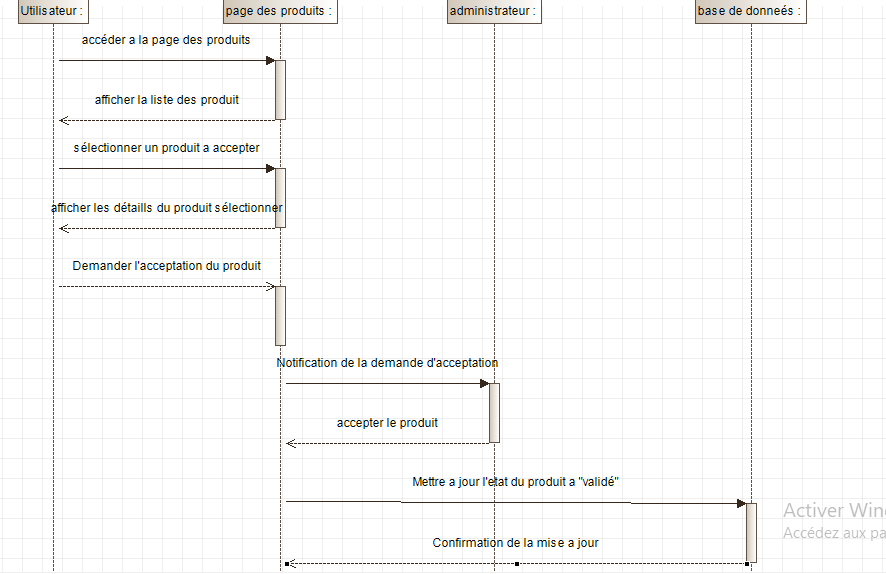 Utilisateur :
page des produits :
administrateur :
base de donneés :
accéder a la page des produits
afficher la liste des produit
sélectionner un produit a accepter
afficher les détaills du produit sélectionner
Demander l'acceptation du produit
Notification de la demande d'acceptation
accepter le produit
Mettre a jour l'etat du produit a "validé"
Activer Win
Accédez aux pa
Confirmation de la mise a jour